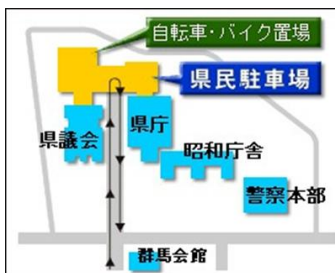 自転車・バイク置場
県民駐車場
県議会
県庁
昭和庁舎
警察本部
群馬会館